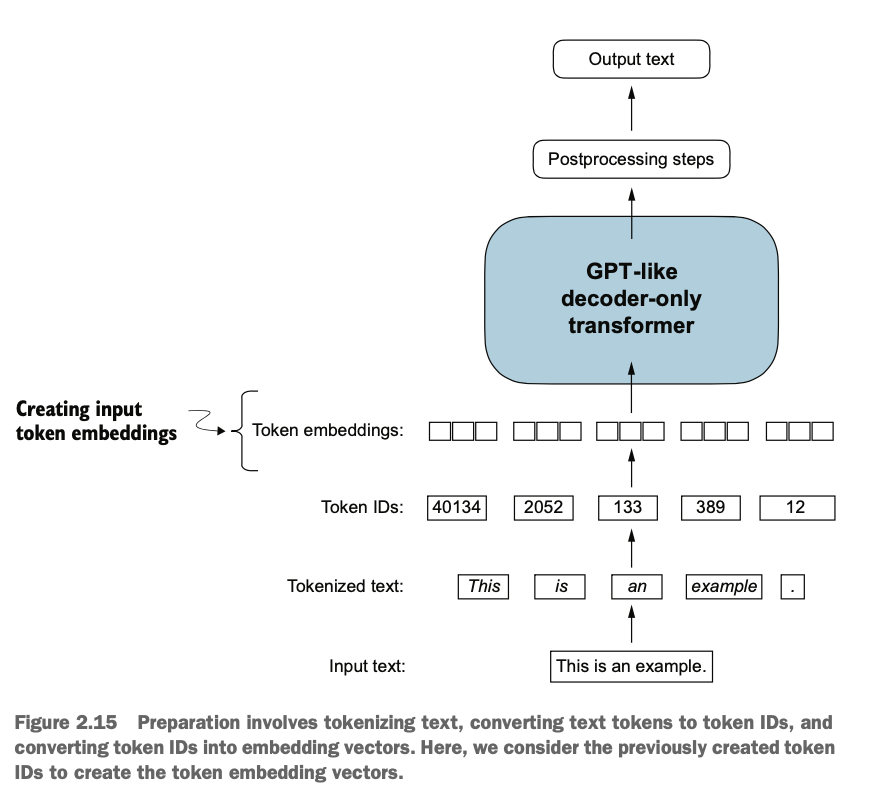 Output text
Postprocessing steps
GPT-like
decoder-only
transformer
Creating input
token embeddings
Token embeddings:
Token IDs: 40134 2052 133 389 12
Tokenized text: This is an example .
Input text: This is an example.
Figure 2.15 Preparation involves tokenizing text, converting text tokens to token IDs, and
converting token IDs into embedding vectors. Here, we consider the previously created token
IDs to create the token embedding vectors.